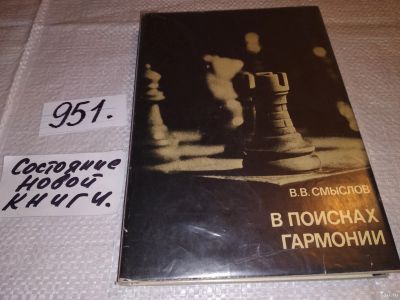 951.
Состояние
новой
книги.
В.В. СМЫСЛОВ
В ПОИСКАХ
ГАРМОНИИ